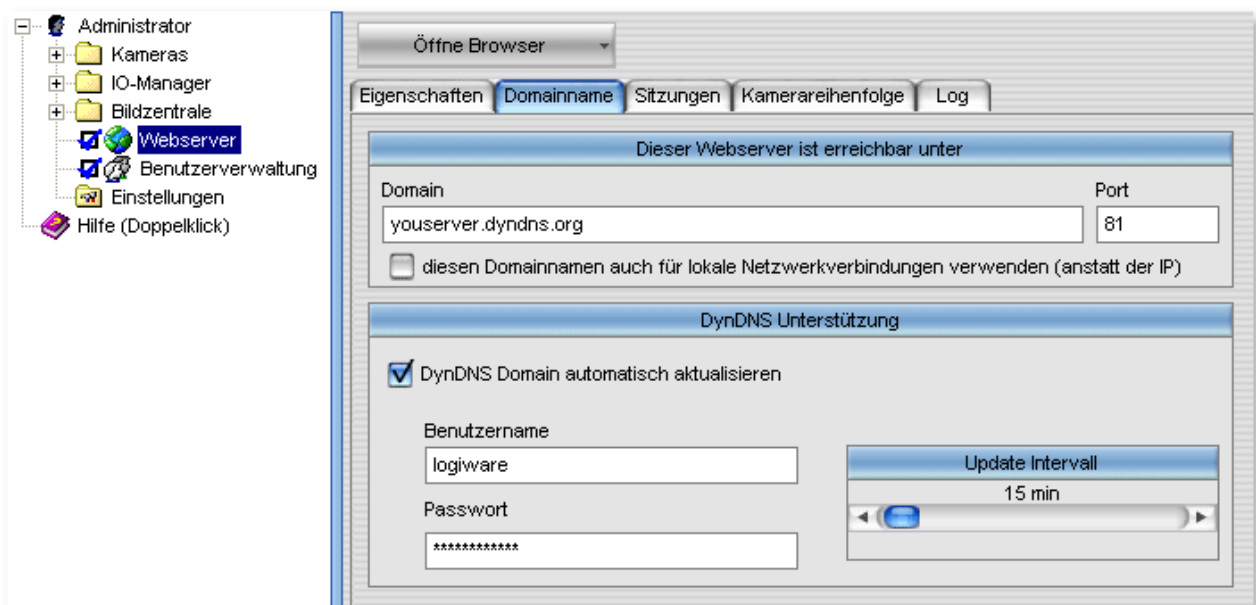 Administrator
Kameras
IO-Manager
Bildzentrale
Webserver
Benutzerverwaltung
Einstellungen
Hilfe (Doppelklick)
Öffne Browser
Eigenschaften Domainname Sitzungen Kamerareihenfolge Log
Dieser Webserver ist erreichbar unter
Domain Port
youserver.dyndns.org 81
diesen Domainnamen auch für lokale Netzwerkverbindungen verwenden (anstatt der IP)
DynDNS Unterstützung
DynDNS Domain automatisch aktualisieren
Benutzername
logiware
Passwort
************
Update Intervall
15 min